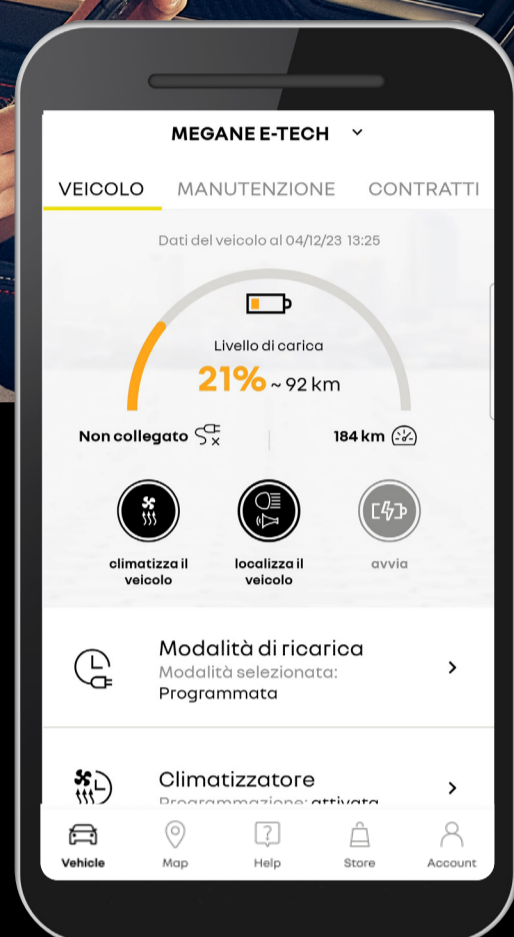 MEGANE E-TECH
VEICOLO MANUTENZIONE CONTRATTI
Dati del veicolo al 04/12/23 13:25
Livello di carica
21% ~ 92 km
Non collegato 184 km
climatizza il veicolo
localizza il veicolo
avvia
Modalità di ricarica
Modalità selezionata:
Programmata
Climatizzatore
Programmazione: attivata
Vehicle Map Help Store Account